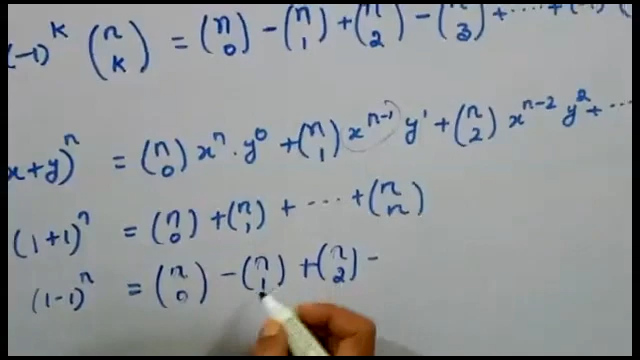 (-1)^k (n k) = (n 0) - (n 1) + (n 2) - (n 3) + ....+
x+y)^n = (n 0) x^n . y^0 + (n 1) x^{n-1} y^1 + (n 2) x^{n-2} y^2 + ...
(1+1)^n = (n 0) + (n 1) + .... + (n n)
(1-1)^n = (n 0) - (n 1) + (n 2) -